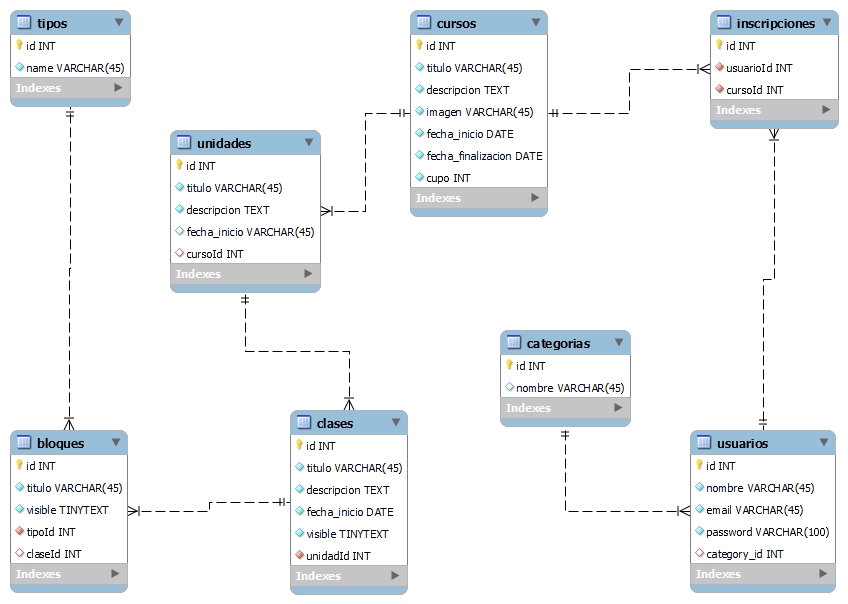 tipos
id INT
name VARCHAR(45)
Indexes
cursos
id INT
titulo VARCHAR(45)
descripcion TEXT
imagen VARCHAR(45)
fecha_inicio DATE
fecha_finalizacion DATE
cupo INT
Indexes
inscripciones
id INT
usuarioId INT
cursoId INT
Indexes
unidades
id INT
titulo VARCHAR(45)
descripcion TEXT
fecha_inicio VARCHAR(45)
cursoId INT
Indexes
categorias
id INT
nombre VARCHAR(45)
Indexes
bloques
id INT
titulo VARCHAR(45)
visible TINYTEXT
tipoId INT
claseId INT
Indexes
clases
id INT
titulo VARCHAR(45)
descripcion TEXT
fecha_inicio DATE
visible TINYTEXT
unidadId INT
Indexes
usuarios
id INT
nombre VARCHAR(45)
email VARCHAR(45)
password VARCHAR(100)
category_id INT
Indexes